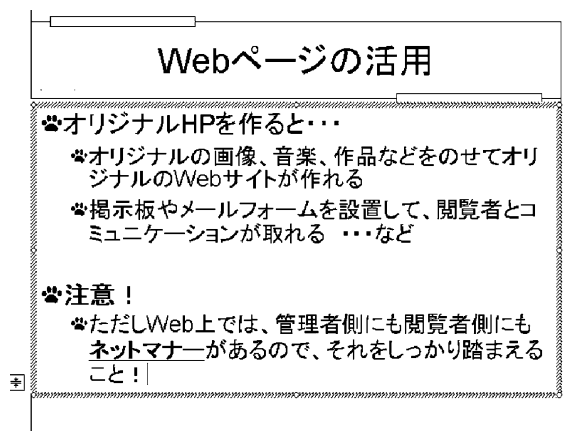 Webページの活用
オリジナルHPを作ると・・・
オリジナルの画像、音楽、作品などをのせてオリ
ジナルのWebサイトが作れる
掲示板やメールフォームを設置して、閲覧者とコ
ミュニケーションが取れる ・・・など
注意！
ただしWeb上では、管理者側にも閲覧者側にも
ネットマナーがあるので、それをしっかり踏まえる
こと！